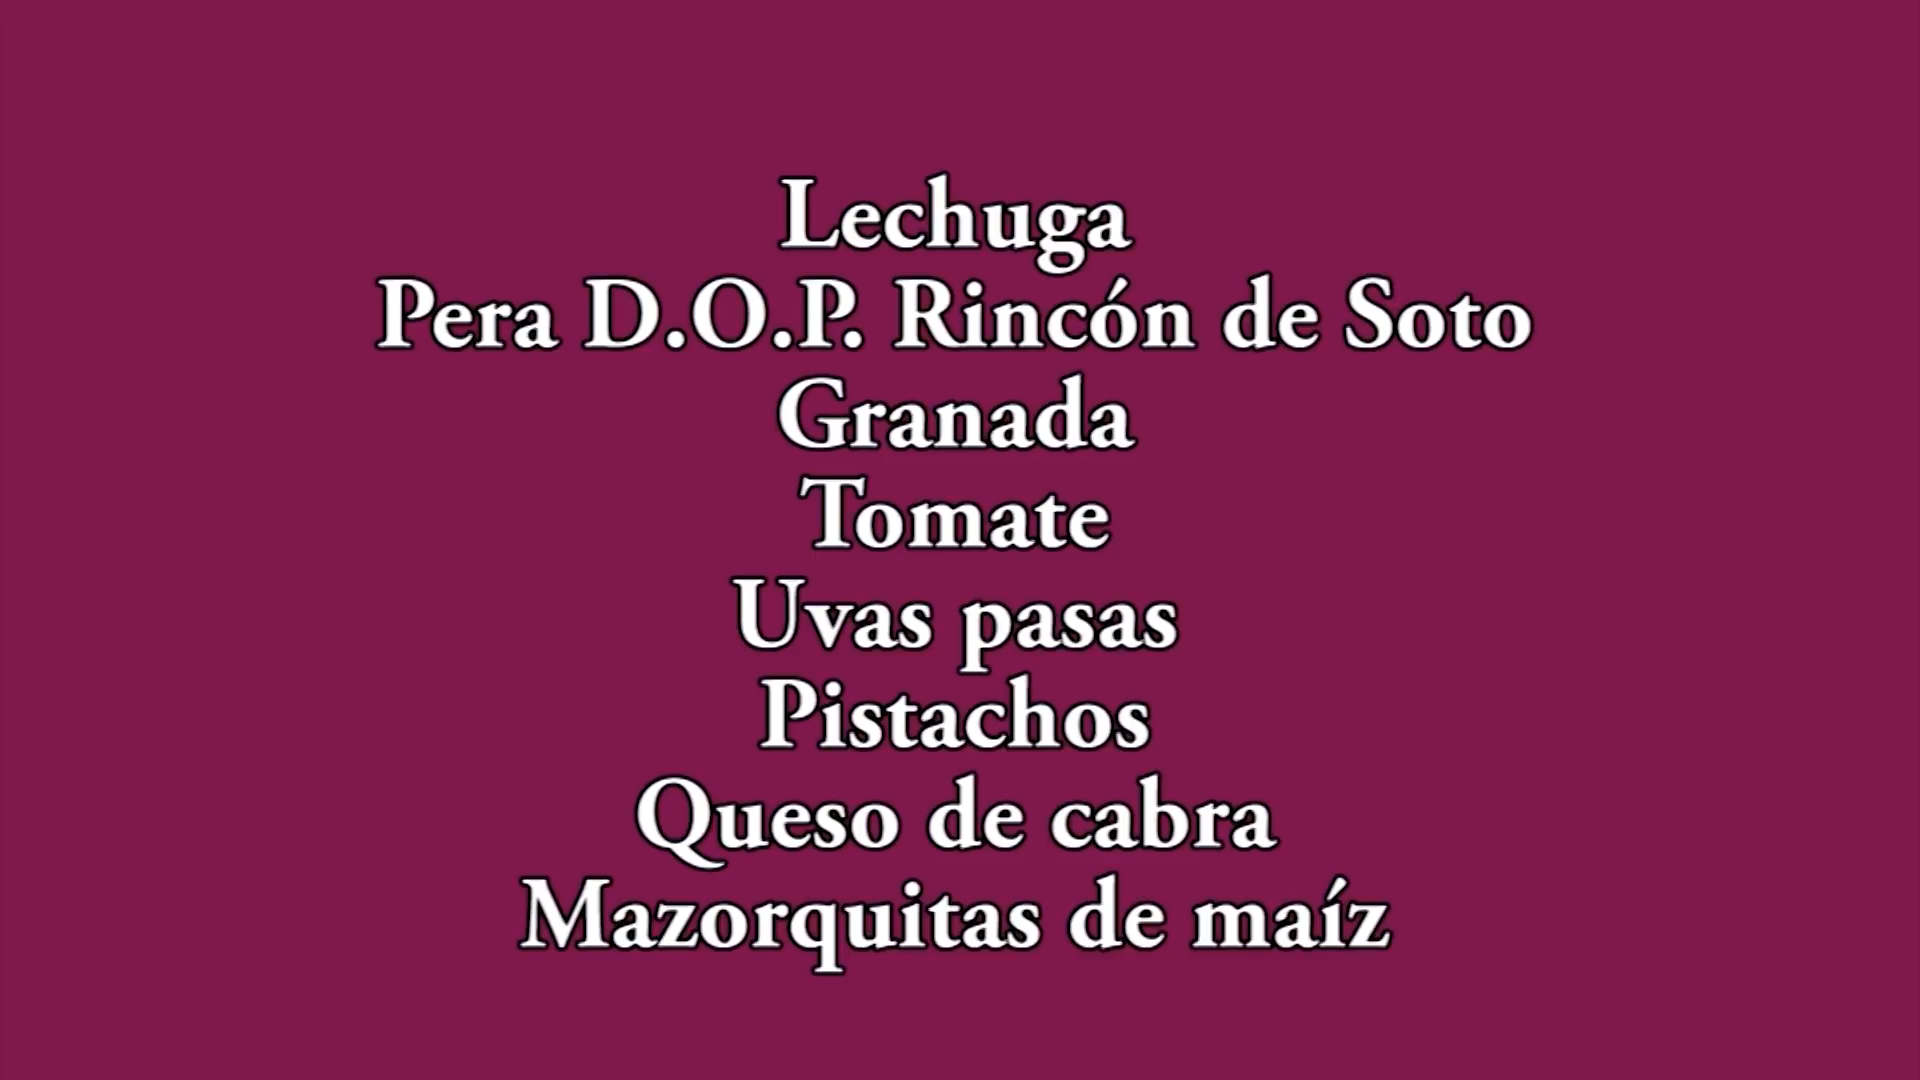 Lechuga
Pera D.O.P. Rincón de Soto
Granada
Tomate
Uvas pasas
Pistachos
Queso de cabra
Mazorquitas de maíz